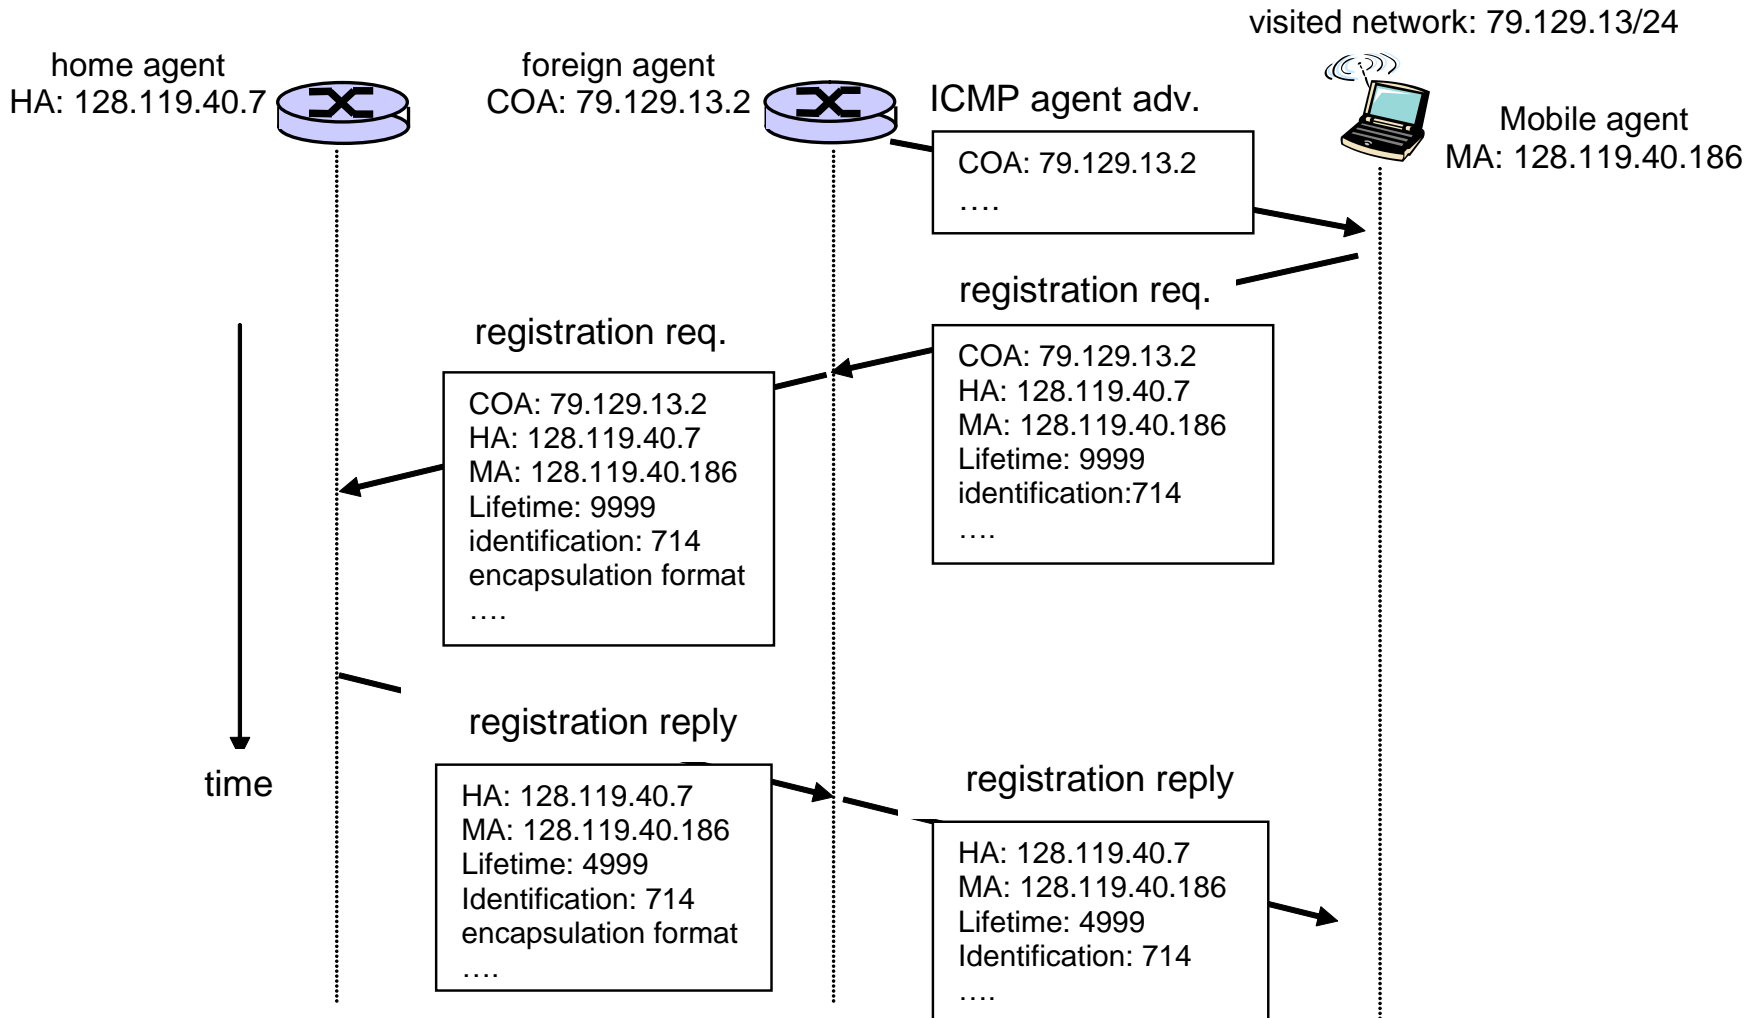 visited network: 79.129.13/24
home agent
HA: 128.119.40.7
foreign agent
COA: 79.129.13.2
ICMP agent adv.
COA: 79.129.13.2
….
Mobile agent
MA: 128.119.40.186
registration req.
COA: 79.129.13.2
HA: 128.119.40.7
MA: 128.119.40.186
Lifetime: 9999
identification:714
….
registration req.
COA: 79.129.13.2
HA: 128.119.40.7
MA: 128.119.40.186
Lifetime: 9999
identification: 714
encapsulation format
….
time
registration reply
HA: 128.119.40.7
MA: 128.119.40.186
Lifetime: 4999
Identification: 714
encapsulation format
….
registration reply
HA: 128.119.40.7
MA: 128.119.40.186
Lifetime: 4999
Identification: 714
….